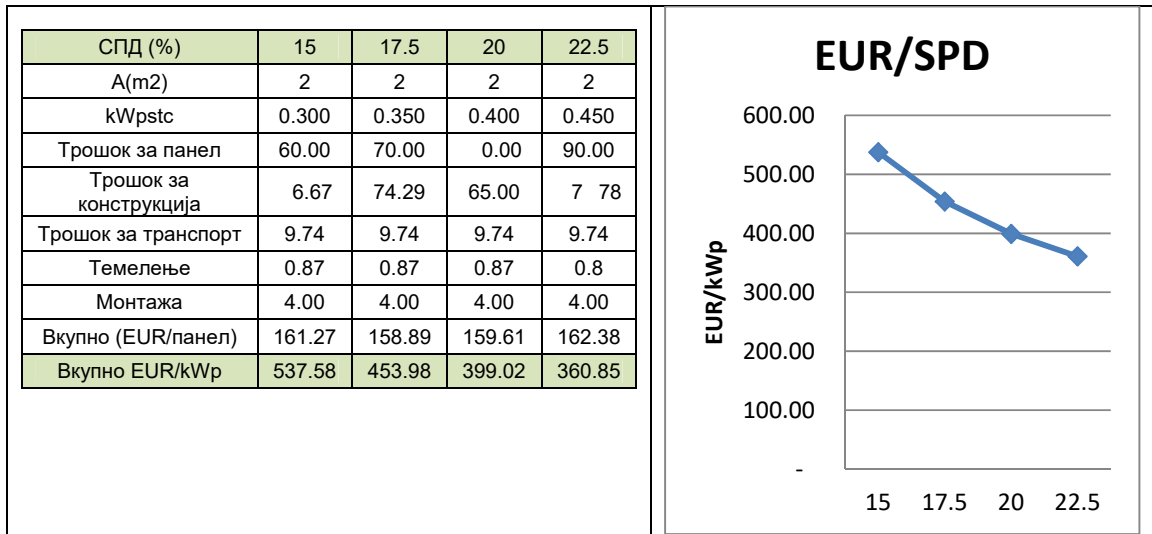 СПД (%) 15 17.5 20 22.5
A(m2) 2 2 2 2
kWpstc 0.300 0.350 0.400 0.450
Трошок за панел 60.00 70.00 0.00 90.00
Трошок за
конструкција 6.67 74.29 65.00 7 78
Трошок за транспорт 9.74 9.74 9.74 9.74
Темелење 0.87 0.87 0.87 0.8
Монтажа 4.00 4.00 4.00 4.00
Вкупно (EUR/панел) 161.27 158.89 159.61 162.38
Вкупно EUR/kWp 537.58 453.98 399.02 360.85
EUR/SPD
EUR/kWp
600.00
500.00
400.00
300.00
200.00
100.00
-
15 17.5 20 22.5